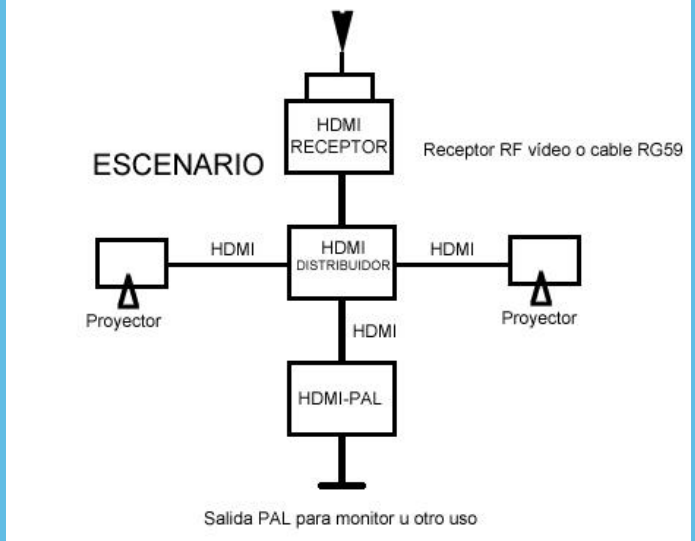 HDMI
RECEPTOR
Receptor RF vídeo o cable RG59
ESCENARIO
HDMI
HDMI
DISTRIBUIDOR
HDMI
Proyector
Proyector
HDMI
HDMI-PAL
Salida PAL para monitor u otro uso